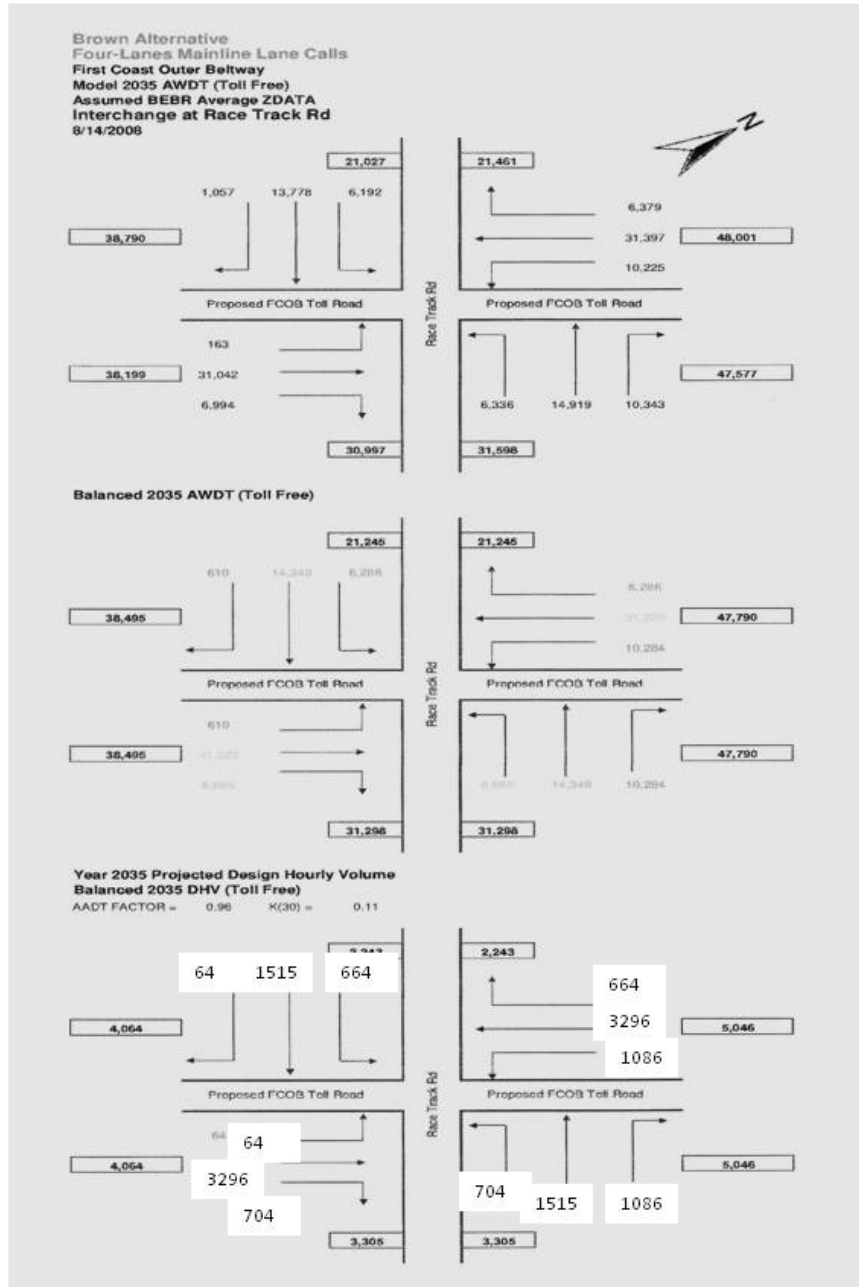 Brown Alternative
Four-Lanes Mainline Lane Calls
First Coast Outer Beltway
Model 2035 AWDT (Toll Free)
Assumed BEBR Average ZDATA
Interchange at Race Track Rd
8/14/2008
N
21,027 21,461
1,057 13,778 6,192
6,379
38,790 31,397 48,001
10,225
Proposed FCOB Toll Road Proposed FCOB Toll Road
Race Track Rd
163
38,199 31,042 47,577
6,994 6,336 14,919 10,343
30,997 31,598
Balanced 2035 AWDT (Toll Free)
21,245 21,245
610 6,286
6,286
38,495 47,790
10,284
Proposed FCOB Toll Road Proposed FCOB Toll Road
Race Track Rd
610
38,495 47,790
10,284
31,298 31,298
Year 2035 Projected Design Hourly Volume
Balanced 2035 DHV (Toll Free)
AADT FACTOR = 0.96 K(30) = 0.11
2,243
64 1515 664
664
4,064 3296 5,046
1086
Proposed FCOB Toll Road Proposed FCOB Toll Road
Race Track Rd
64 64
4,064 3296 5,046
704 704 1515 1086
3,305 3,305